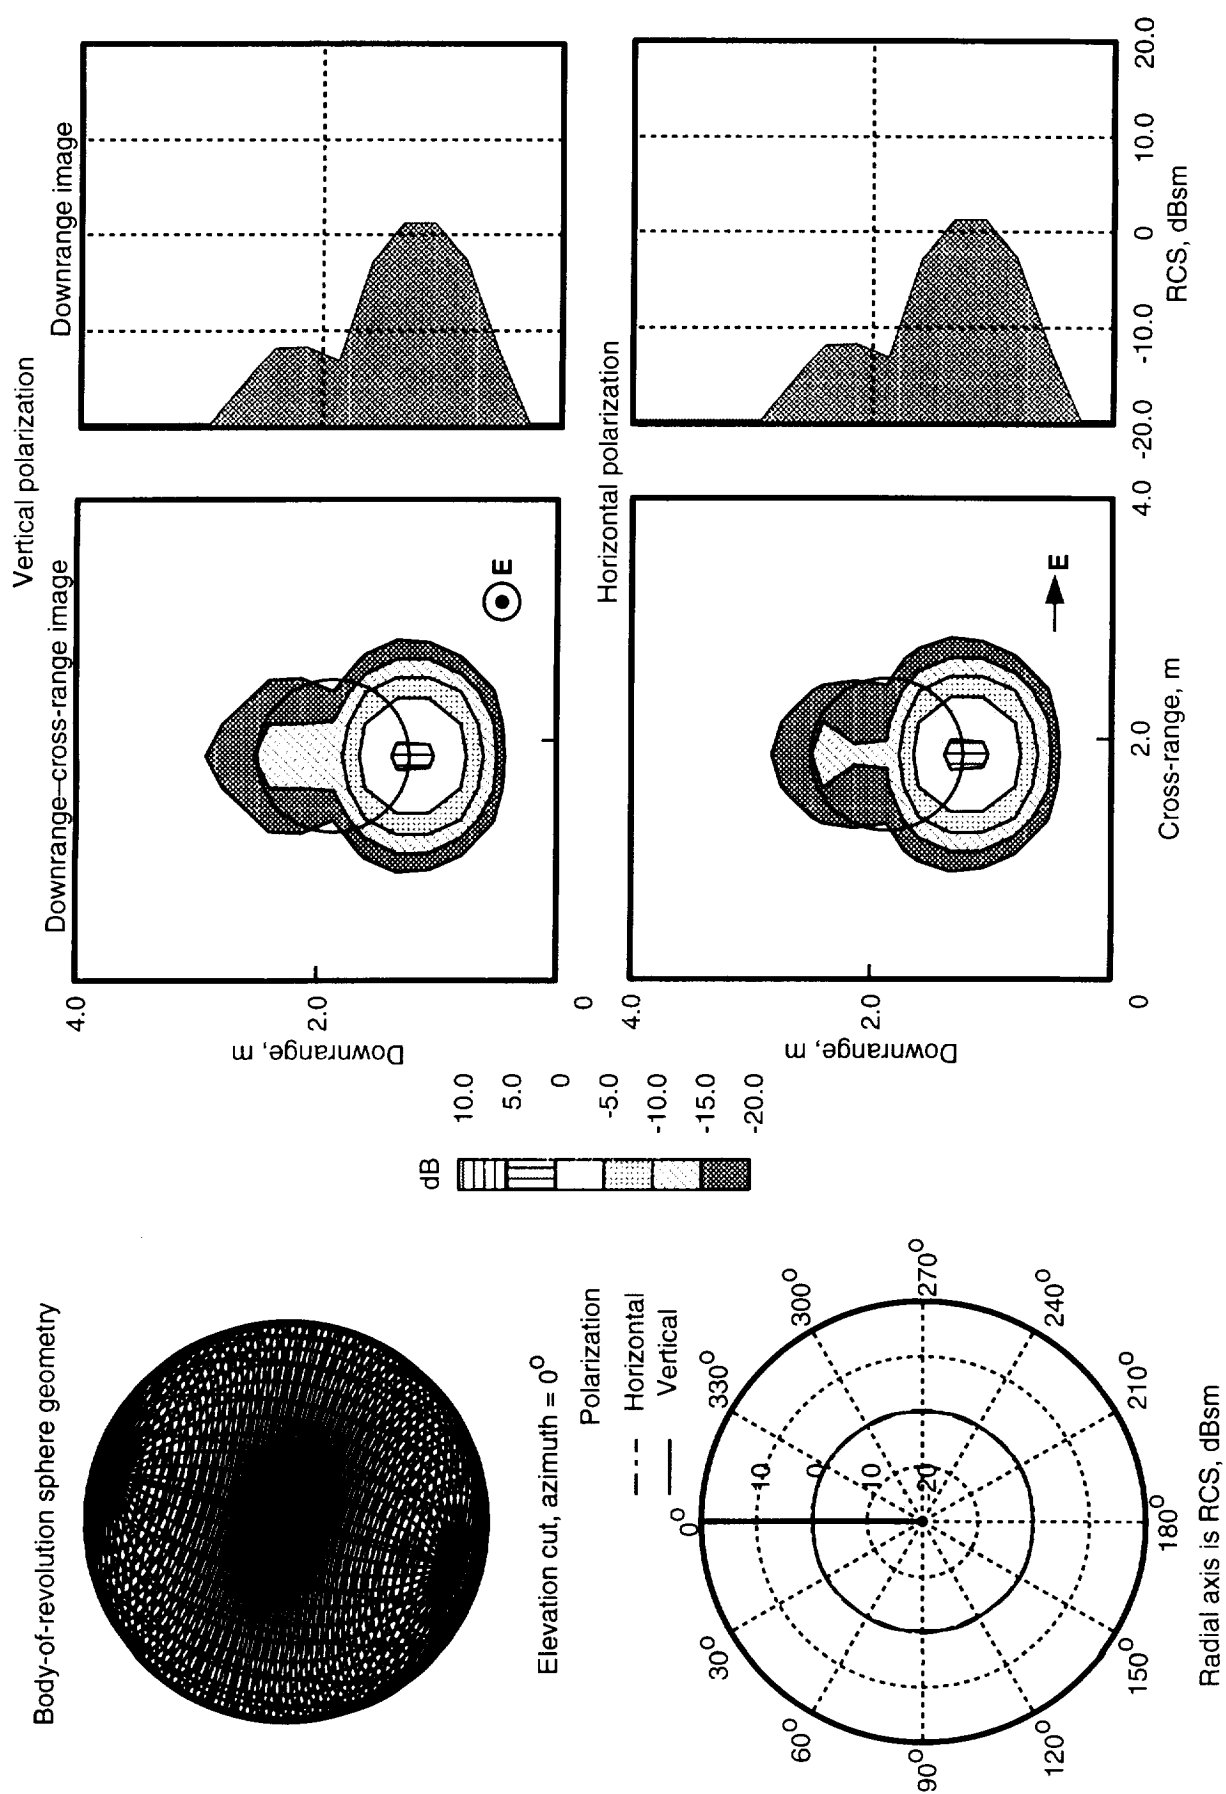 Body-of-revolution sphere geometry
Elevation cut, azimuth = 0°
Polarization
Horizontal
Vertical
0°
330°
300°
270°
240°
210°
180°
150°
120°
90°
60°
30°
10
0
10
20
Radial axis is RCS, dBsm
dB
10.0
5.0
0
-5.0
-10.0
-15.0
-20.0
Vertical polarization
Downrange–cross-range image
Downrange image
4.0
2.0
0
Downrange, m
E
Horizontal polarization
4.0
2.0
0
Downrange, m
E
2.0
4.0
Cross-range, m
-20.0
-10.0
0
10.0
20.0
RCS, dBsm